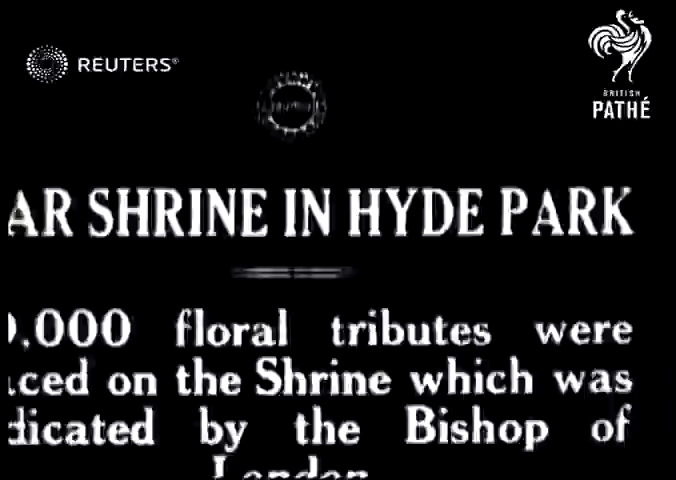 REUTERS®
BRITISH
PATHÉ
AR SHRINE IN HYDE PARK
,000 floral tributes were
ced on the Shrine which was
dicated by the Bishop of
London